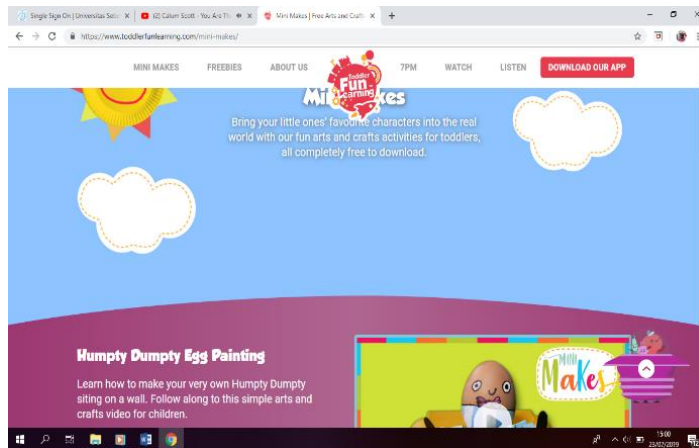 Single Sign On | Universitas Seb
(2) Calum Scott - You Are Th
Mini Makes | Free Arts and Craft
https://www.toddlerfunlearning.com/mini-makes/
MINI MAKES
FREEBIES
ABOUT US
Toddler
Fun
Learning
7PM
WATCH
LISTEN
DOWNLOAD OUR APP
Bring your little ones' favourite characters into the real
world with our fun arts and crafts activities for toddlers,
all completely free to download.
Humpty Dumpty Egg Painting
Learn how to make your very own Humpty Dumpty
siting on a wall. Follow along to this simple arts and
crafts video for children.
MINI
Makes
15:00
23/07/2019